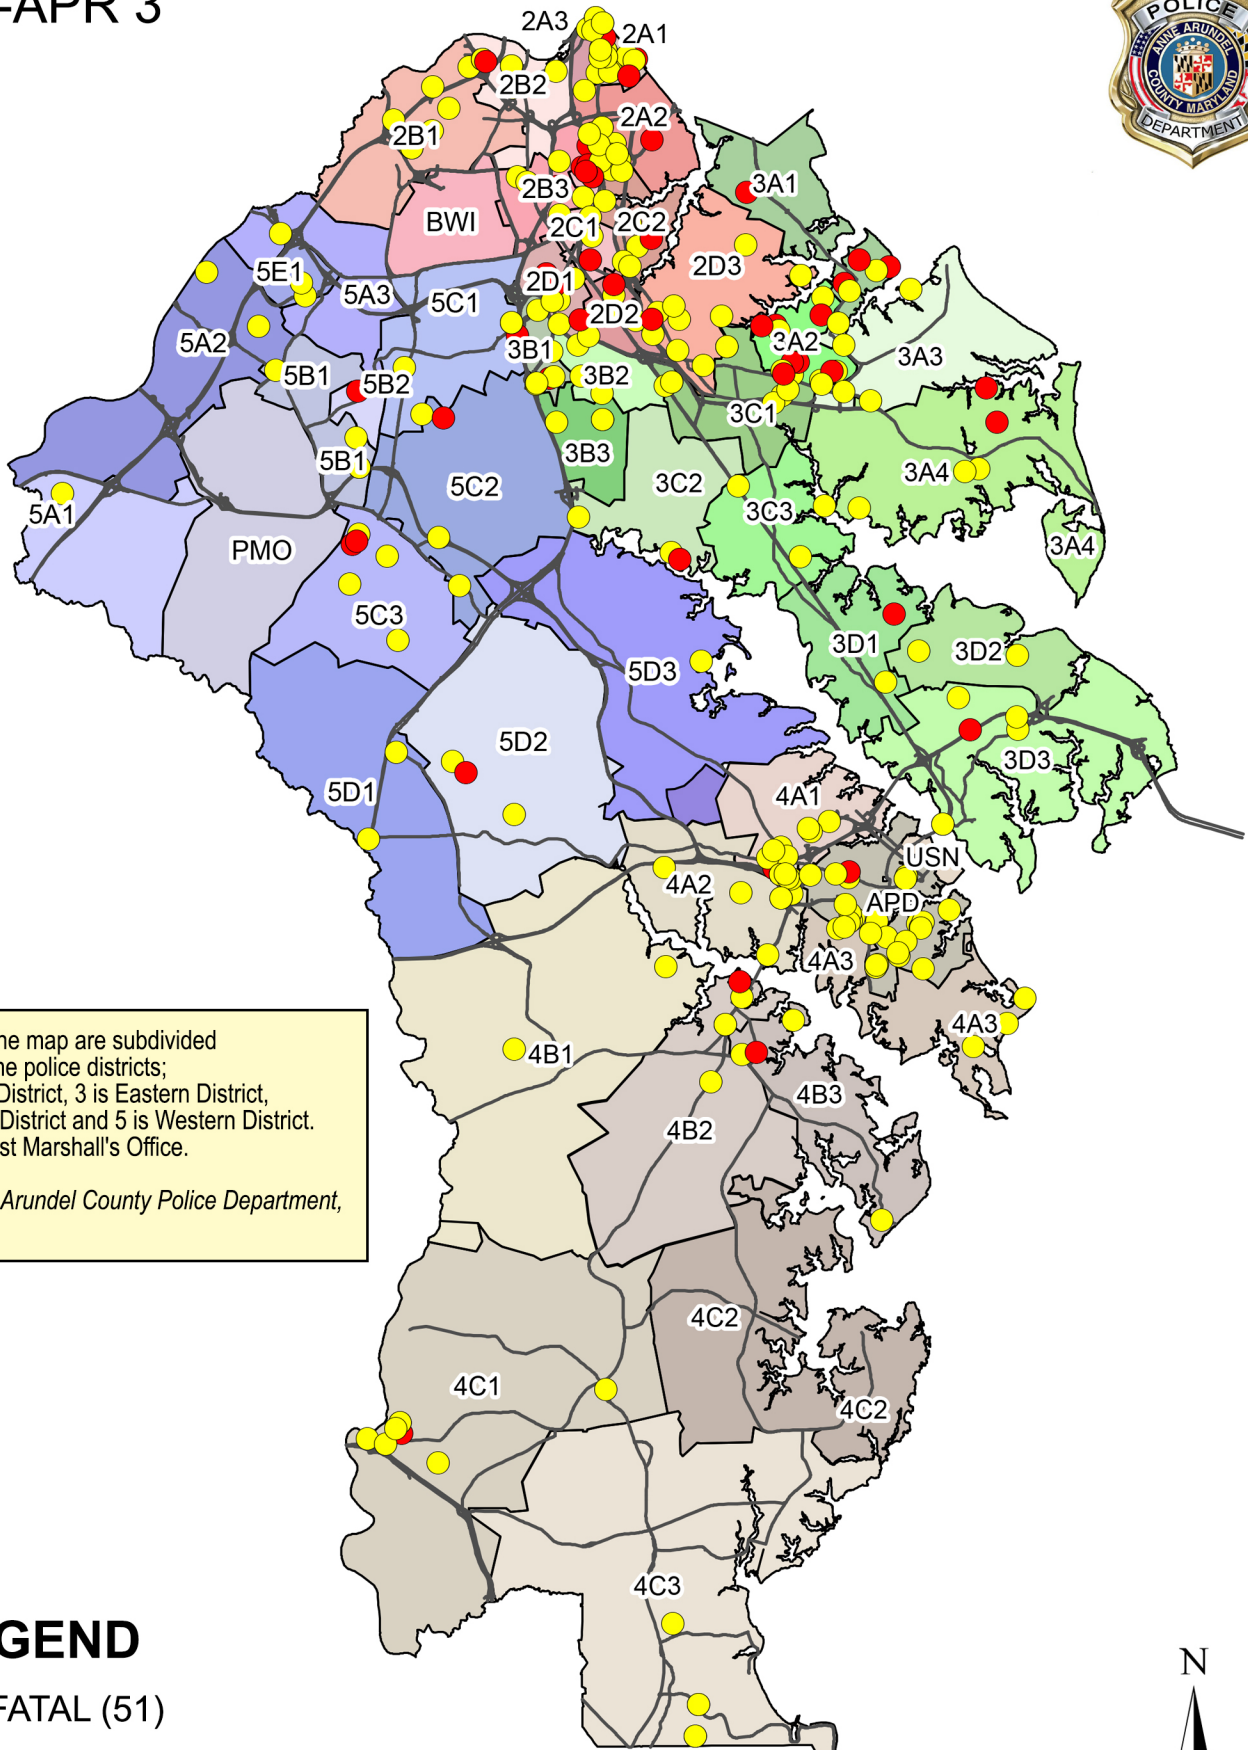 -APR 3
POLICE
ANNE ARUNDEL
COUNTY MARYLAND
DEPARTMENT
2A3
2A1
2B2
2A2
2B1
2B3
3A1
BWI
2C1
2C2
2D3
5E1
2D1
5A3
5C1
2D2
5A2
3B1
3A2
3A3
5B1
5B2
3B2
3C1
5B1
3B3
3A4
5C2
3C2
5A1
3C3
PMO
3A4
5C3
3D1
3D2
5D3
5D2
3D3
5D1
4A1
USN
4A2
APD
4A3
4A3
4B1
4B3
4B2
4C2
4C1
4C2
4C3
he map are subdivided
he police districts;
District, 3 is Eastern District,
District and 5 is Western District.
st Marshall's Office.
Arundel County Police Department,
GEND
FATAL (51)
N